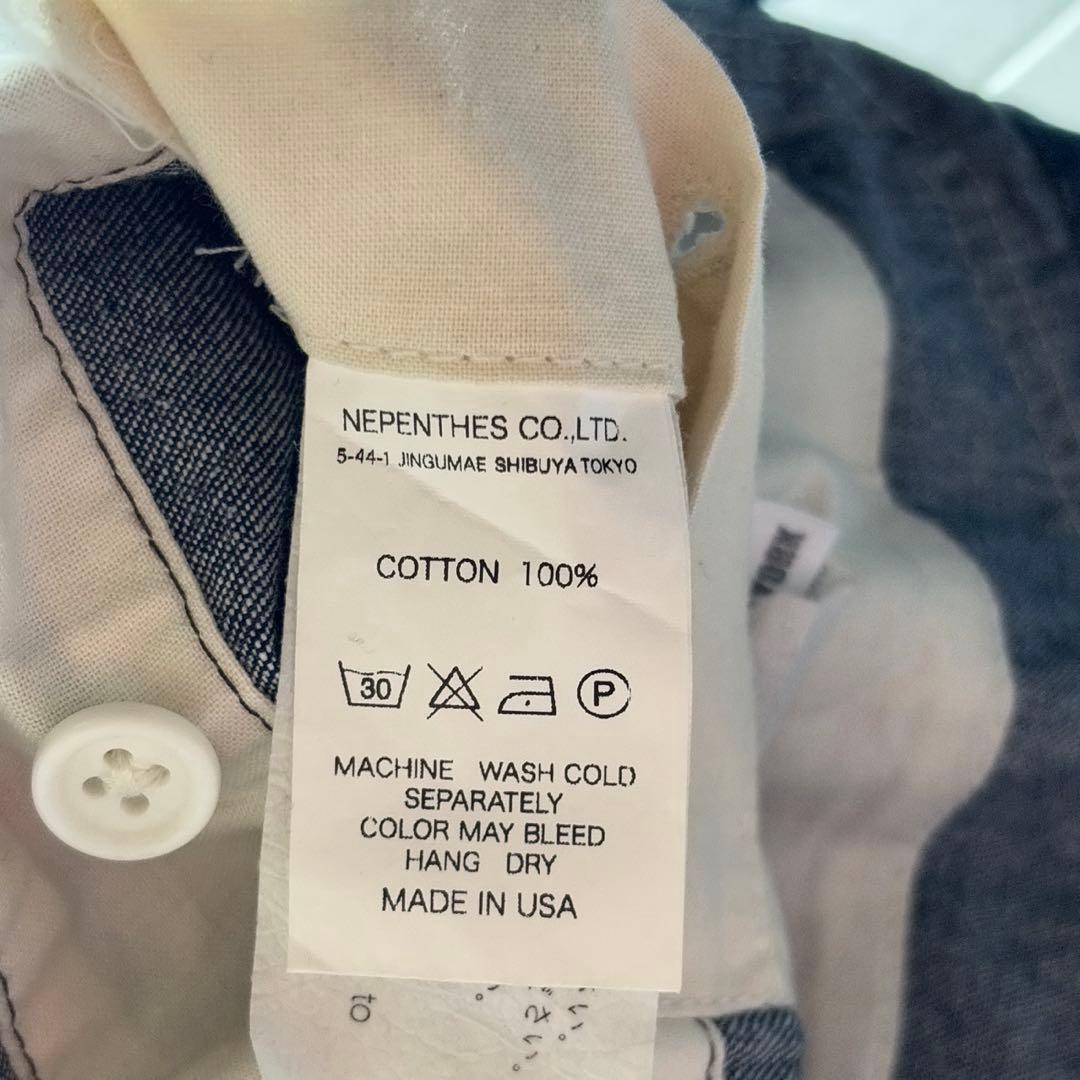 NEPENTHES CO.,LTD.
5-44-1 JINGUMAE SHIBUYA TOKYO
COTTON 100%
30
P
MACHINE WASH COLD
SEPARATELY
COLOR MAY BLEED
HANG DRY
MADE IN USA